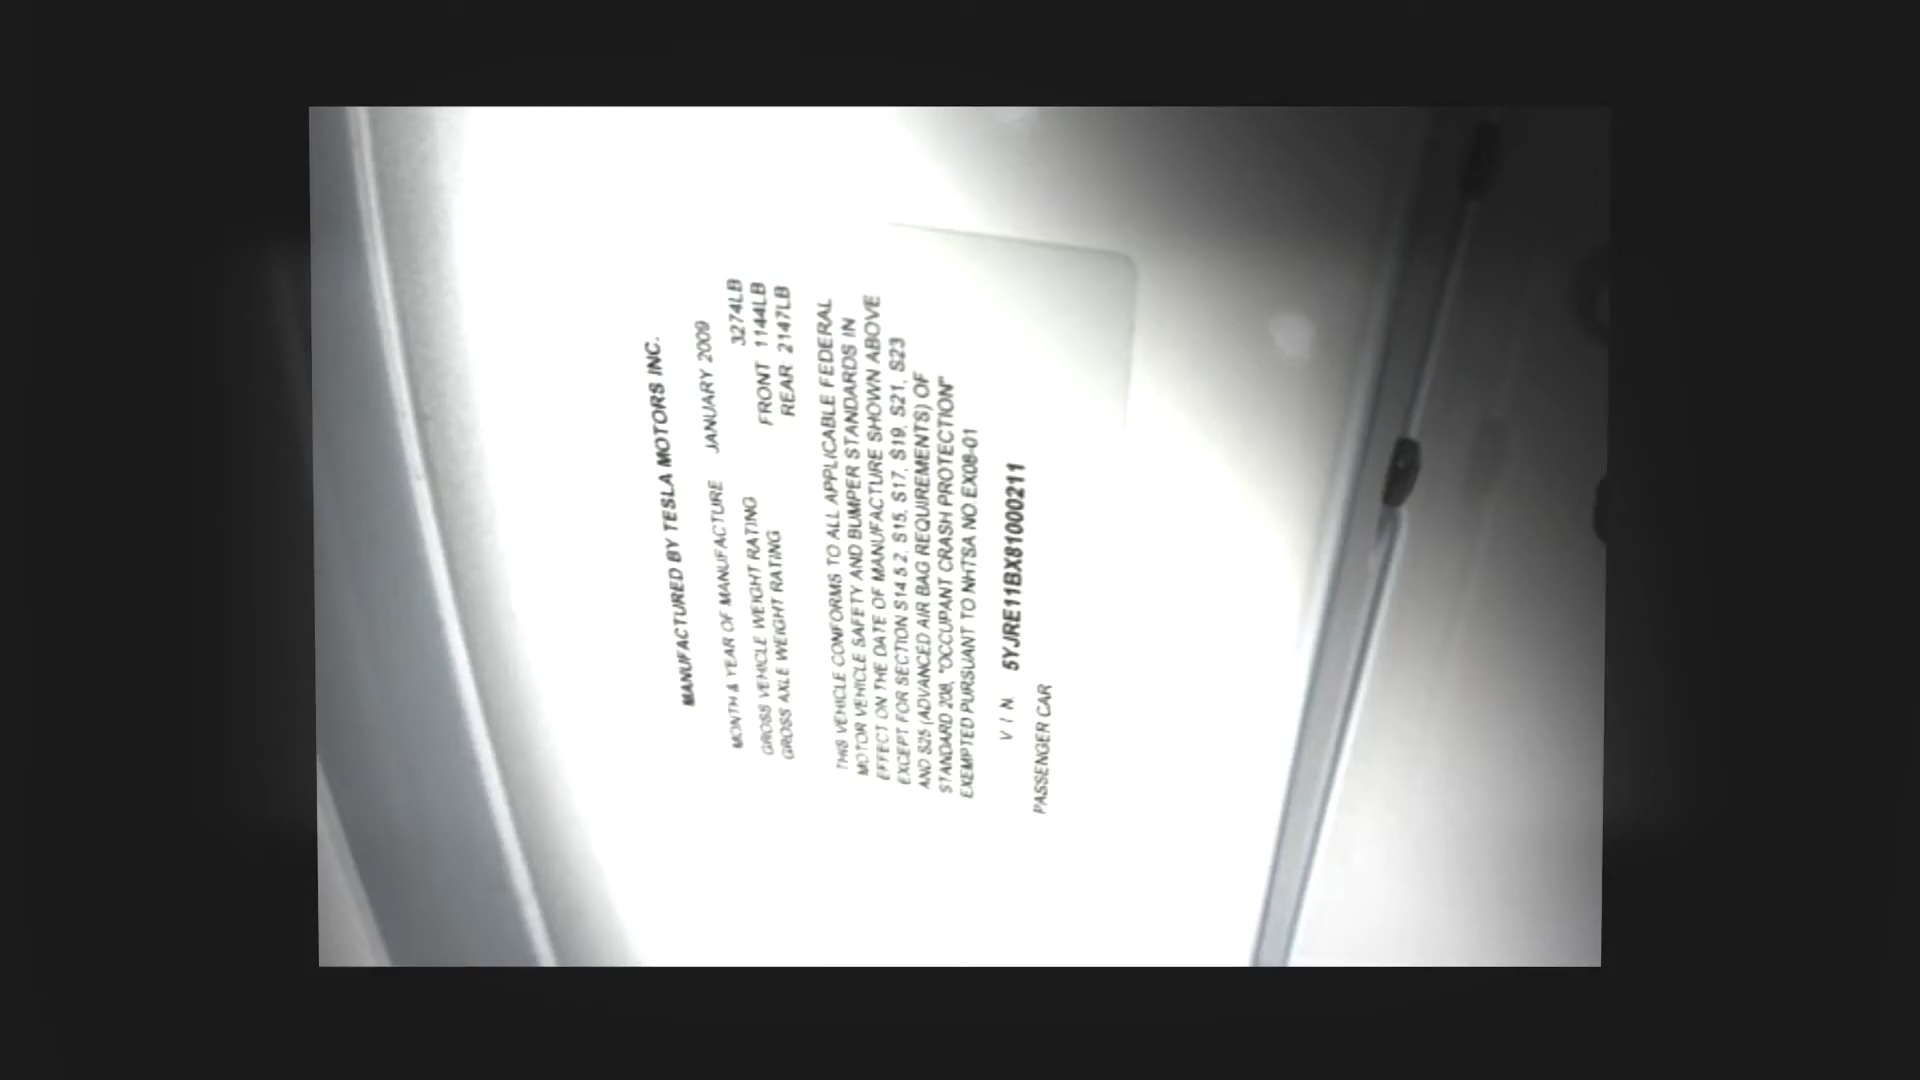 MANUFACTURED BY TESLA MOTORS INC.
MONTH & YEAR OF MANUFACTURE JANUARY 2009
GROSS VEHICLE WEIGHT RATING 3274LB
GROSS AXLE WEIGHT RATING FRONT 1144LB
REAR 2147LB
THIS VEHICLE CONFORMS TO ALL APPLICABLE FEDERAL
MOTOR VEHICLE SAFETY AND BUMPER STANDARDS IN
EFFECT ON THE DATE OF MANUFACTURE SHOWN ABOVE
EXCEPT FOR SECTION S14.5.2, S15, S17, S19, S21, S23
AND S25 (ADVANCED AIR BAG REQUIREMENTS) OF
STANDARD 208, "OCCUPANT CRASH PROTECTION"
EXEMPTED PURSUANT TO NHTSA NO EX08-01
V I N 5YJRE11BX81000211
PASSENGER CAR